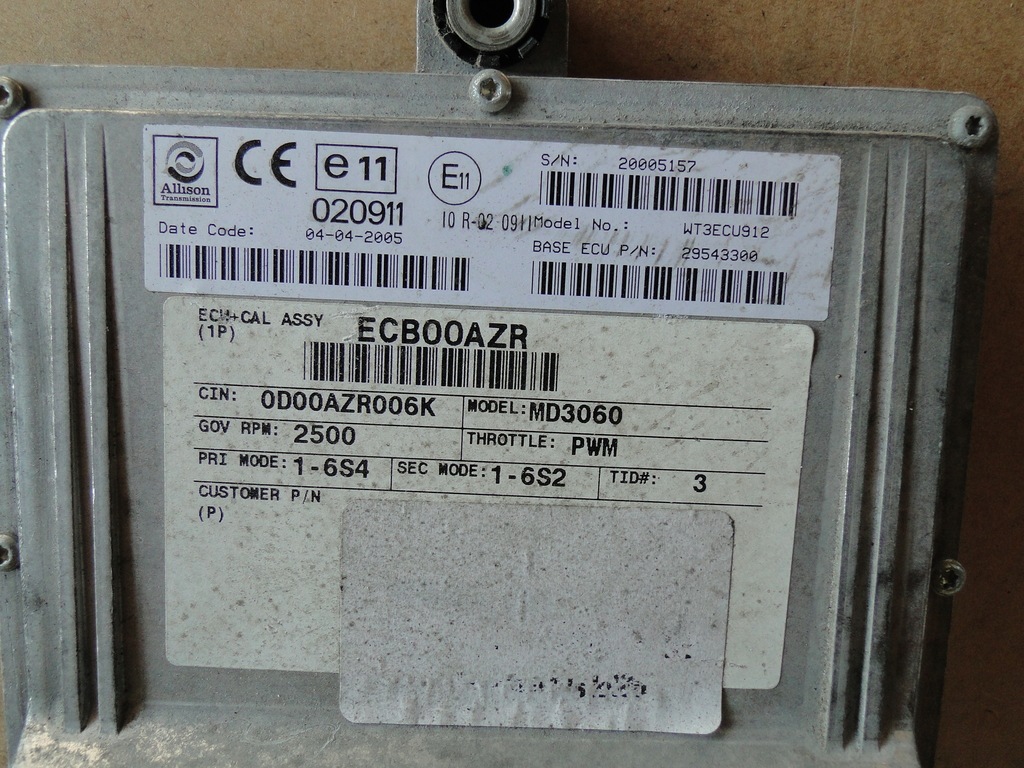 Allison
Transmission
CE
e11
020911
E11
10 R-02 0911
Date Code: 04-04-2005
S/N: 20005157
Model No.: WT3ECU912
BASE ECU P/N: 29543300
ECU+CAL ASSY
(1P)
ECB00AZR
CIN: 0D00AZR006K MODEL: MD3060
GOV RPM: 2500 THROTTLE: PWM
PRI MODE: 1-6S4 SEC MODE: 1-6S2 TID#: 3
CUSTOMER P/N
(P)